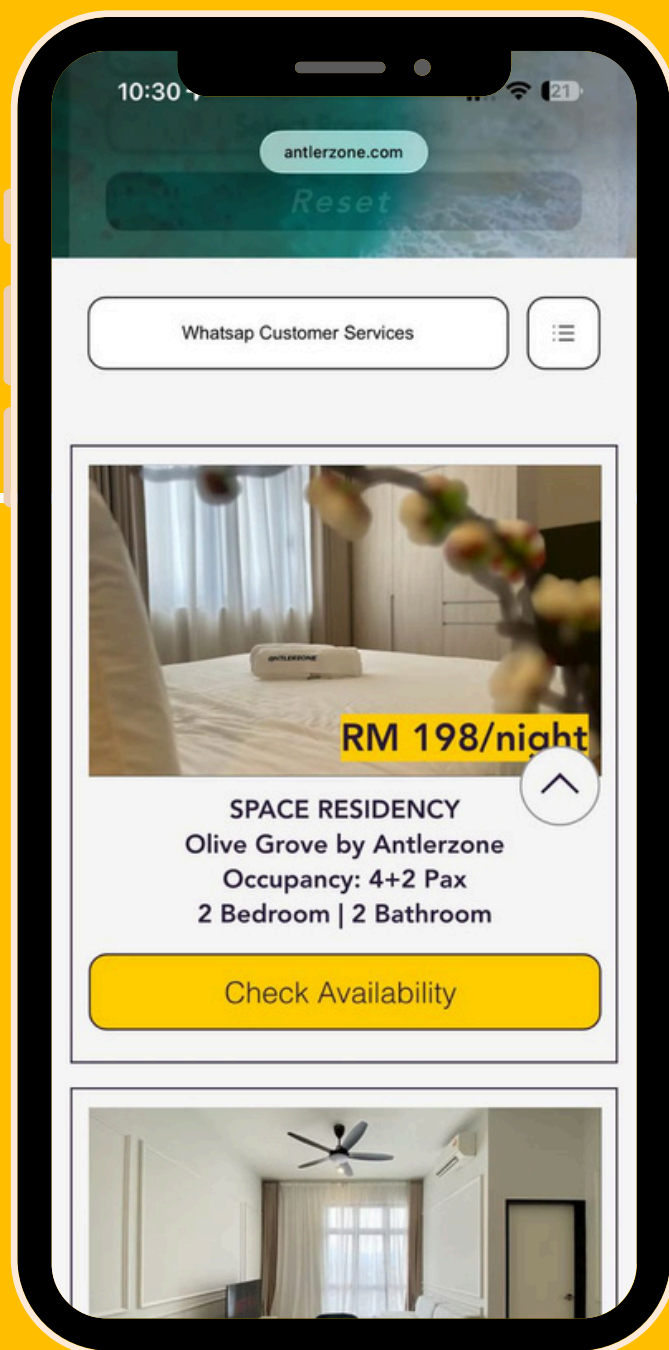 10:30
21
antlerzone.com
Reset
Whatsap Customer Services
ANTLERZONE
RM 198/night
SPACE RESIDENCY
Olive Grove by Antlerzone
Occupancy: 4+2 Pax
2 Bedroom | 2 Bathroom
Check Availability